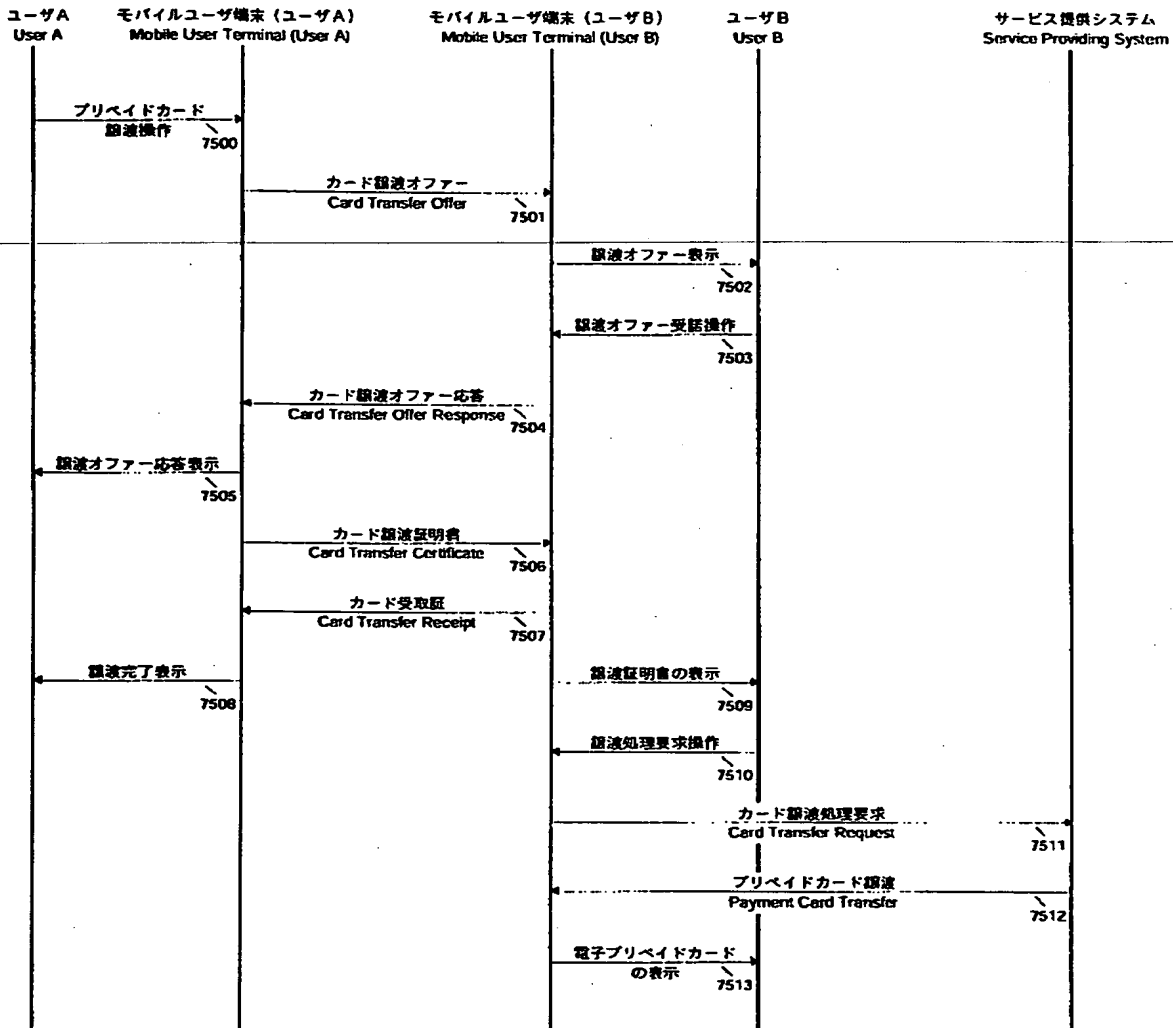 ユーザA
User A
モバイルユーザ端末（ユーザA）
Mobile User Terminal (User A)
モバイルユーザ端末（ユーザB）
Mobile User Terminal (User B)
ユーザB
User B
サービス提供システム
Service Providing System
プリペイドカード
譲渡操作
7500
カード譲渡オファー
Card Transfer Offer
7501
譲渡オファー表示
7502
譲渡オファー受諾操作
7503
カード譲渡オファー応答
Card Transfer Offer Response
7504
譲渡オファー応答表示
7505
カード譲渡証明書
Card Transfer Certificate
7506
カード受取証
Card Transfer Receipt
7507
譲渡完了表示
7508
譲渡証明書の表示
7509
譲渡処理要求操作
7510
カード譲渡処理要求
Card Transfer Request
7511
プリペイドカード譲渡
Payment Card Transfer
7512
電子プリペイドカード
の表示
7513